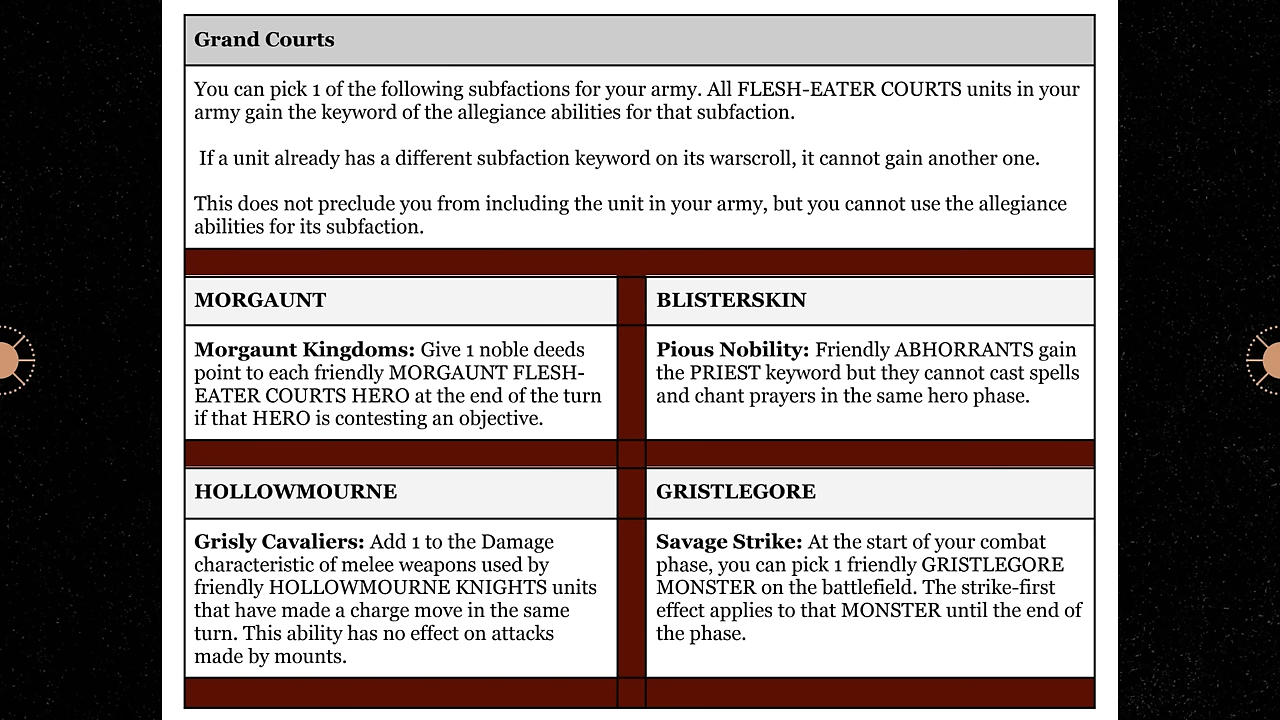 Grand Courts
You can pick 1 of the following subfactions for your army. All FLESH-EATER COURTS units in your
army gain the keyword of the allegiance abilities for that subfaction.
If a unit already has a different subfaction keyword on its warscroll, it cannot gain another one.
This does not preclude you from including the unit in your army, but you cannot use the allegiance
abilities for its subfaction.
MORGAUNT
Morgaunt Kingdoms: Give 1 noble deeds
point to each friendly MORGAUNT FLESH-
EATER COURTS HERO at the end of the turn
if that HERO is contesting an objective.
BLISTERSKIN
Pious Nobility: Friendly ABHORRANTS gain
the PRIEST keyword but they cannot cast spells
and chant prayers in the same hero phase.
HOLLOWMOURNE
Grisly Cavaliers: Add 1 to the Damage
characteristic of melee weapons used by
friendly HOLLOWMOURNE KNIGHTS units
that have made a charge move in the same
turn. This ability has no effect on attacks
made by mounts.
GRISTLEGORE
Savage Strike: At the start of your combat
phase, you can pick 1 friendly GRISTLEGORE
MONSTER on the battlefield. The strike-first
effect applies to that MONSTER until the end of
the phase.